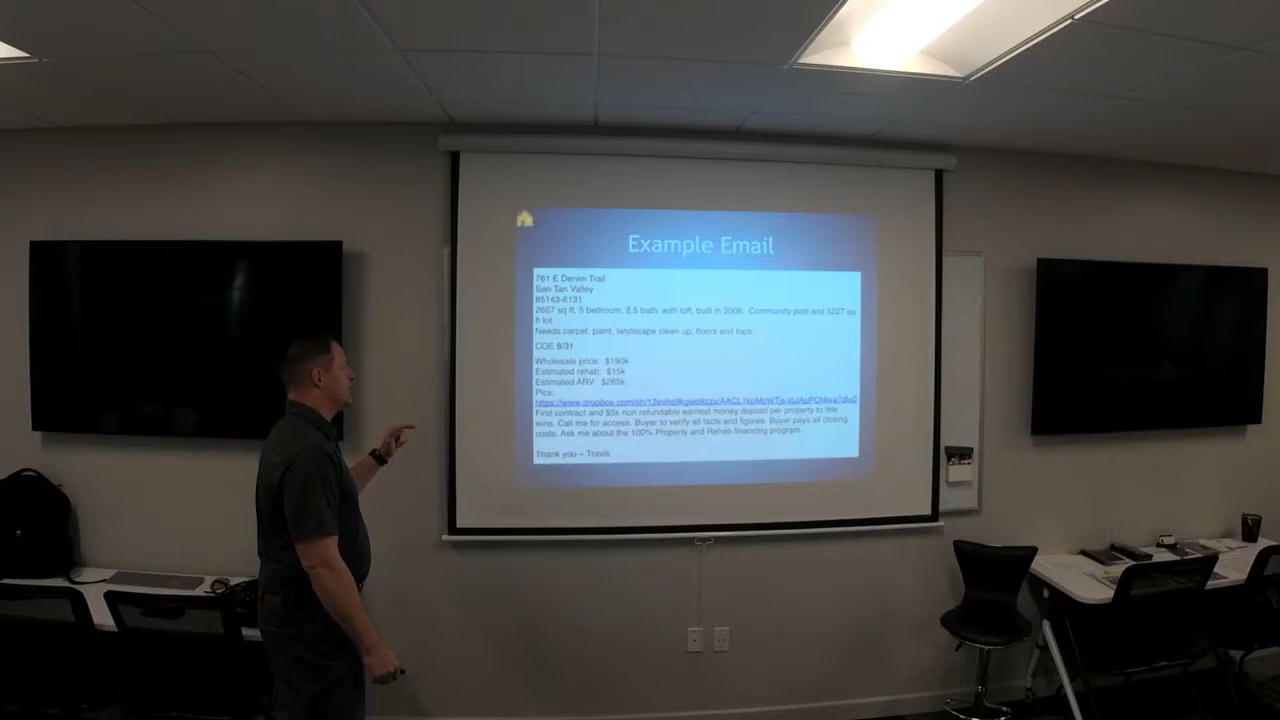 Example Email
761 E Denim Trail
San Tan Valley
85143-6131
2667 sq ft, 5 bedroom, 2.5 bath, with loft, built in 2006. Community pool and 5227 sq
ft lot.
Needs carpet, paint, landscape clean up, floors and tops.
COE 8/31
Wholesale price: $190k
Estimated rehab: $15k
Estimated ARV: $265k
Pics:
First contract and $5k non refundable earnest money deposit per property to title
wins. Call me for access. Buyer to verify all facts and figures. Buyer pays all closing
costs. Ask me about the 100% Property and Rehab financing program.
Thank you – Travis